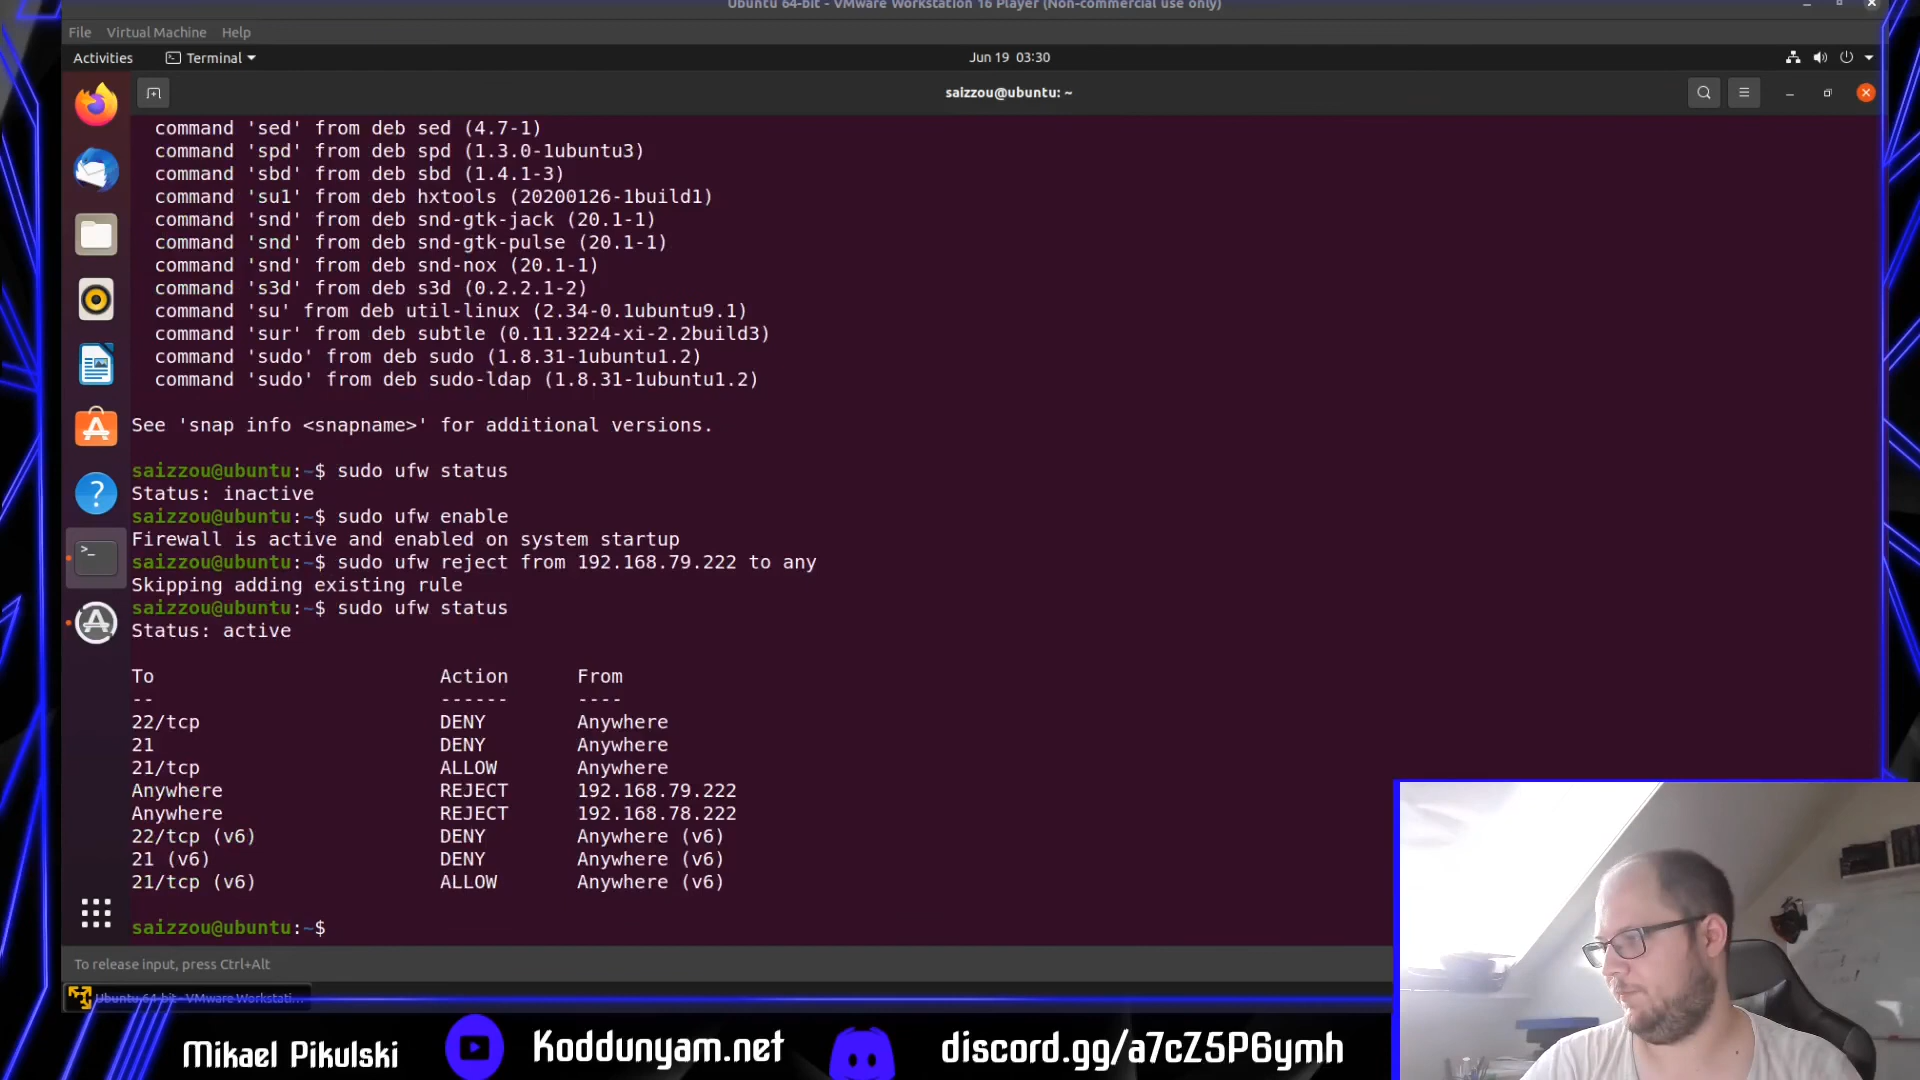 Ubuntu 64-bit - VMware Workstation 16 Player (Non-commercial use only)
File Virtual Machine Help
Activities Terminal Jun 19 03:30
saizzou@ubuntu: ~
command 'sed' from deb sed (4.7-1)
command 'spd' from deb spd (1.3.0-1ubuntu3)
command 'sbd' from deb sbd (1.4.1-3)
command 'su1' from deb hxtools (20200126-1build1)
command 'snd' from deb snd-gtk-jack (20.1-1)
command 'snd' from deb snd-gtk-pulse (20.1-1)
command 'snd' from deb snd-nox (20.1-1)
command 's3d' from deb s3d (0.2.2.1-2)
command 'su' from deb util-linux (2.34-0.1ubuntu9.1)
command 'sur' from deb subtle (0.11.3224-xi-2.2build3)
command 'sudo' from deb sudo (1.8.31-1ubuntu1.2)
command 'sudo' from deb sudo-ldap (1.8.31-1ubuntu1.2)
See 'snap info <snapname>' for additional versions.
saizzou@ubuntu:~$ sudo ufw status
Status: inactive
saizzou@ubuntu:~$ sudo ufw enable
Firewall is active and enabled on system startup
saizzou@ubuntu:~$ sudo ufw reject from 192.168.79.222 to any
Skipping adding existing rule
saizzou@ubuntu:~$ sudo ufw status
Status: active
To Action From
-- ------ ----
22/tcp DENY Anywhere
21 DENY Anywhere
21/tcp ALLOW Anywhere
Anywhere REJECT 192.168.79.222
Anywhere REJECT 192.168.78.222
22/tcp (v6) DENY Anywhere (v6)
21 (v6) DENY Anywhere (v6)
21/tcp (v6) ALLOW Anywhere (v6)
saizzou@ubuntu:~$
To release input, press Ctrl+Alt
Ubuntu 64-bit - VMware Workstati...
Mikael Pikulski Koddunyam.net discord.gg/a7cZ5P6ymh